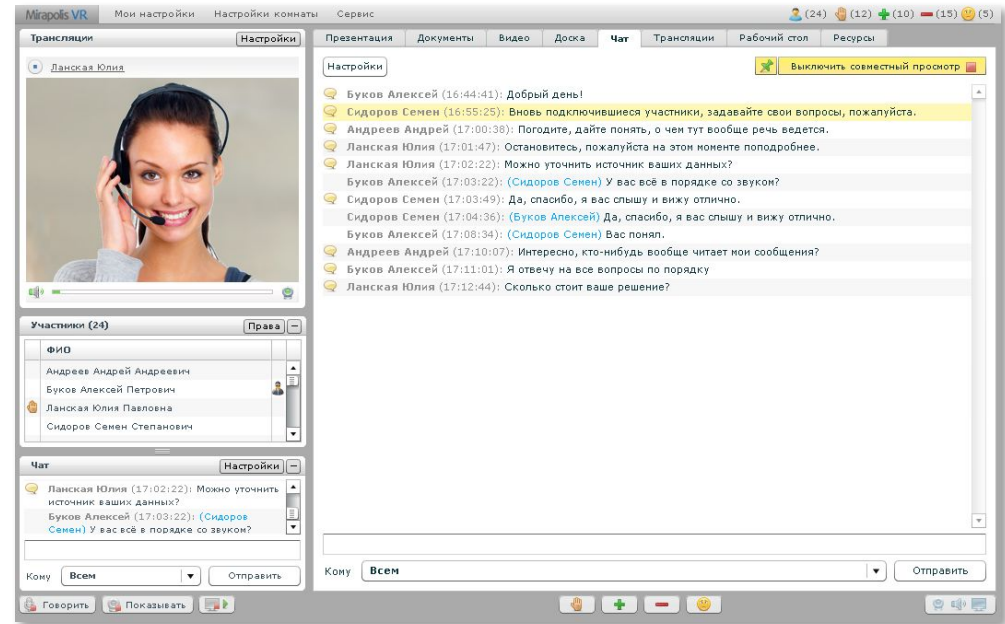 Mirapolis VR Мои настройки Настройки комнаты Сервис (24) (12) (10) (15) (5)
Трансляции Настройки
Ланская Юлия
Участники (24) Права
ФИО
Андреев Андрей Андреевич
Буков Алексей Петрович
Ланская Юлия Павловна
Сидоров Семен Степанович
Чат Настройки
Ланская Юлия (17:02:22): Можно уточнить
источник ваших данных?
Буков Алексей (17:03:22): (Сидоров
Семен) У вас всё в порядке со звуком?
Кому Всем Отправить
Презентация Документы Видео Доска Чат Трансляции Рабочий стол Ресурсы
Настройки Выключить совместный просмотр
Буков Алексей (16:44:41): Добрый день!
Сидоров Семен (16:55:25): Вновь подключившиеся участники, задавайте свои вопросы, пожалуйста.
Андреев Андрей (17:00:38): Погодите, дайте понять, о чем тут вообще речь ведется.
Ланская Юлия (17:01:47): Остановитесь, пожалуйста на этом моменте поподробнее.
Ланская Юлия (17:02:22): Можно уточнить источник ваших данных?
Буков Алексей (17:03:22): (Сидоров Семен) У вас всё в порядке со звуком?
Сидоров Семен (17:03:49): Да, спасибо, я вас слышу и вижу отлично.
Сидоров Семен (17:04:36): (Буков Алексей) Да, спасибо, я вас слышу и вижу отлично.
Буков Алексей (17:08:34): (Сидоров Семен) Вас понял.
Андреев Андрей (17:10:07): Интересно, кто-нибудь вообще читает мои сообщения?
Буков Алексей (17:11:01): Я отвечу на все вопросы по порядку
Ланская Юлия (17:12:44): Сколько стоит ваше решение?
Кому Всем Отправить
Говорить Показывать